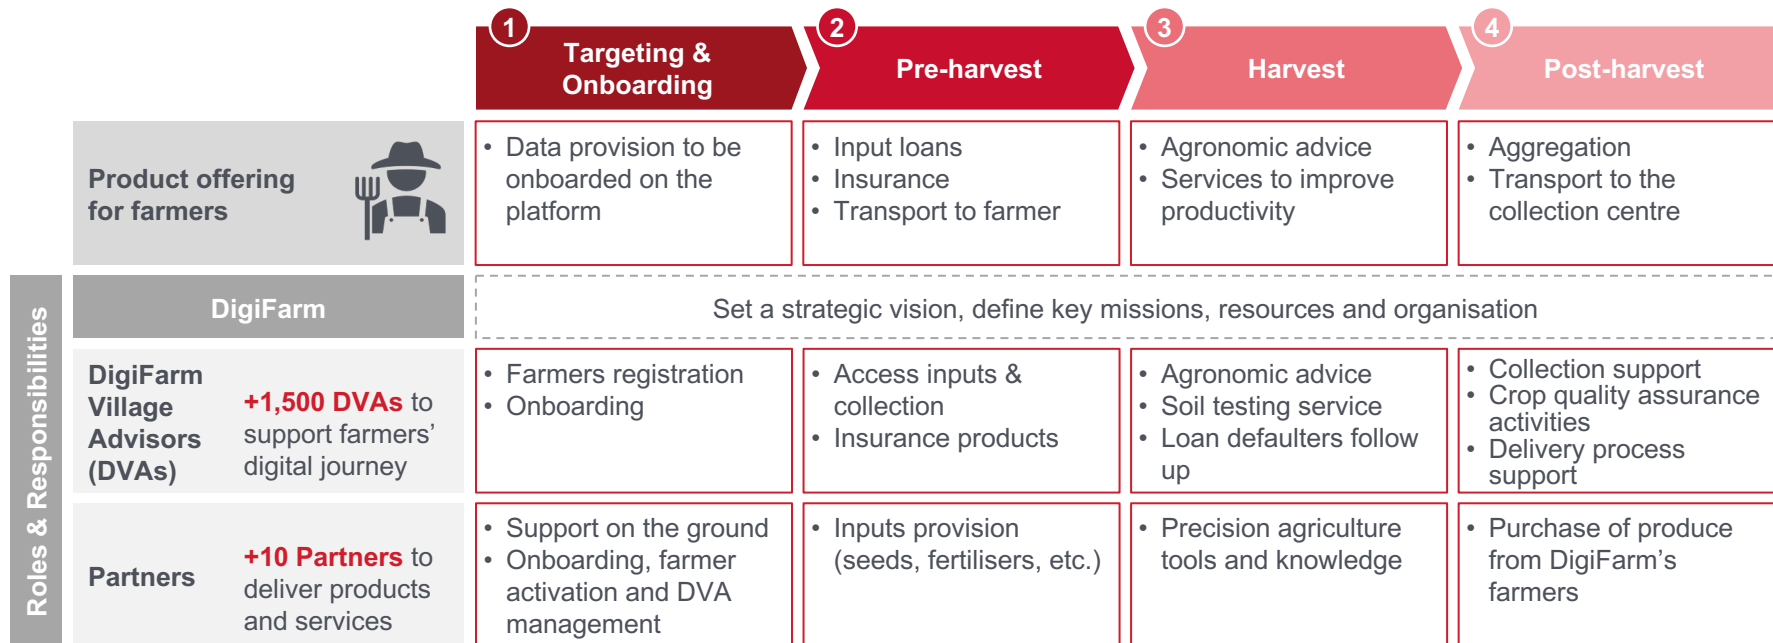 1
2
3
4
Targeting &
Onboarding
Pre-harvest
Harvest
Post-harvest
Product offering
for farmers
• Data provision to be
onboarded on the
platform
• Input loans
• Insurance
• Transport to farmer
• Agronomic advice
• Services to improve
productivity
• Aggregation
• Transport to the
collection centre
Roles & Responsibilities
DigiFarm
Set a strategic vision, define key missions, resources and organisation
DigiFarm
Village
Advisors
(DVAs)
+1,500 DVAs to
support farmers’
digital journey
• Farmers registration
• Onboarding
• Access inputs &
collection
• Insurance products
• Agronomic advice
• Soil testing service
• Loan defaulters follow
up
• Collection support
• Crop quality assurance
activities
• Delivery process
support
Partners
+10 Partners to
deliver products
and services
• Support on the ground
• Onboarding, farmer
activation and DVA
management
• Inputs provision
(seeds, fertilisers, etc.)
• Precision agriculture
tools and knowledge
• Purchase of produce
from DigiFarm’s
farmers